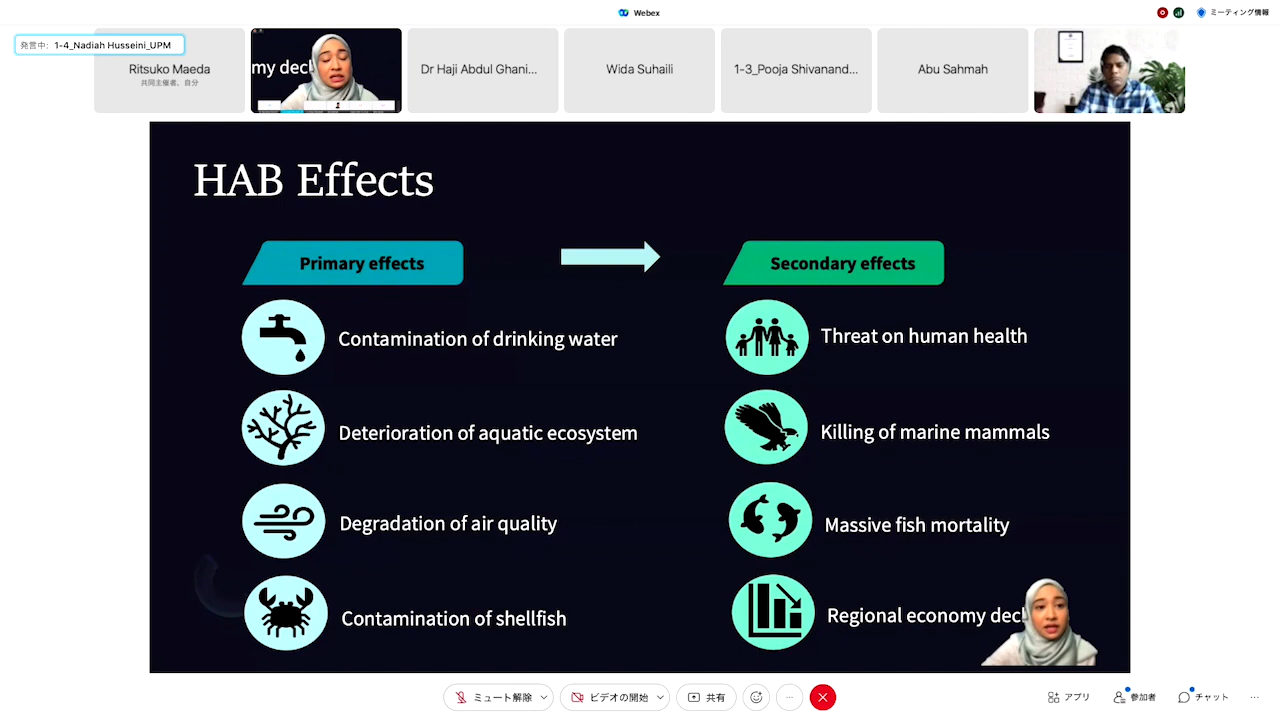 Webex
ミーティング情報
発言中: 1-4_Nadiah Husseini_UPM
Ritsuko Maeda
共同主催者、自分
my decl
Dr Haji Abdul Ghani...
Wida Suhaili
1-3_Pooja Shivanand...
Abu Sahmah
HAB Effects
Primary effects
Secondary effects
Contamination of drinking water
Threat on human health
Deterioration of aquatic ecosystem
Killing of marine mammals
Degradation of air quality
Massive fish mortality
Contamination of shellfish
Regional economy decl
ミュート解除
ビデオの開始
共有
アプリ
参加者
チャット